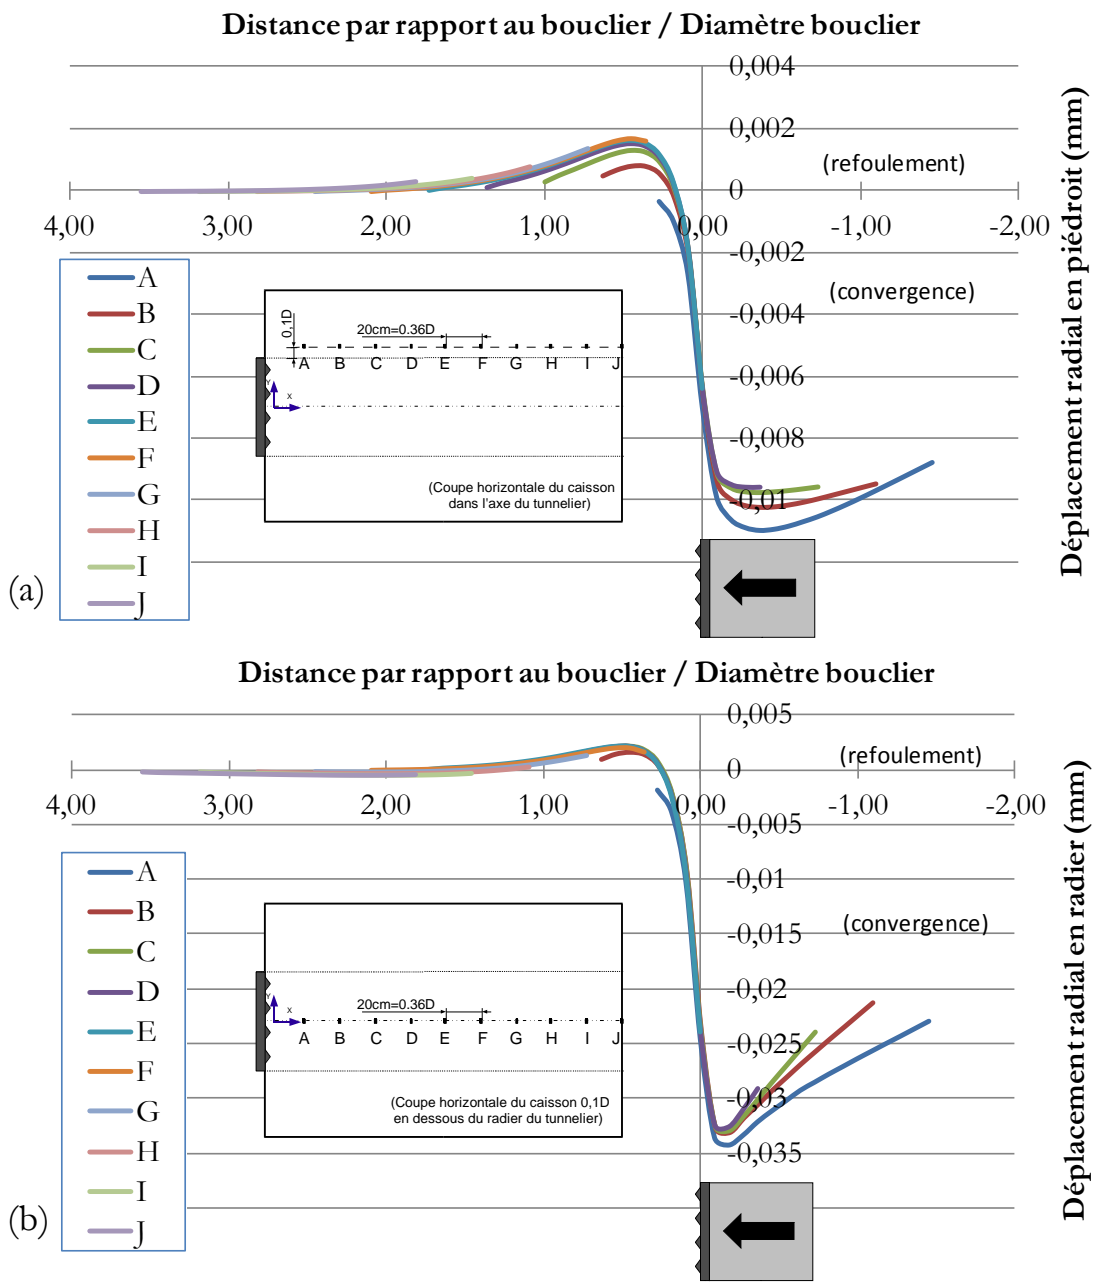 Distance par rapport au bouclier / Diamètre bouclier
0,004
0,002
(refoulement)
0
4,00 3,00 2,00 1,00 0,00 -1,00 -2,00
-0,002
(convergence)
-0,004
-0,006
-0,008
-0,01
Déplacement radial en piédroit (mm)
A
B
C
D
E
F
G
H
I
J
0,1D
20cm=0.36D
A B C D E F G H I J
Y
X
(Coupe horizontale du caisson
dans l'axe du tunnelier)
(a)
Distance par rapport au bouclier / Diamètre bouclier
0,005
(refoulement)
0
4,00 3,00 2,00 1,00 0,00 -1,00 -2,00
-0,005
-0,01
(convergence)
-0,015
-0,02
-0,025
-0,03
-0,035
Déplacement radial en radier (mm)
A
B
C
D
E
F
G
H
I
J
Y
X
20cm=0.36D
A B C D E F G H I J
(Coupe horizontale du caisson 0,1D
en dessous du radier du tunnelier)
(b)